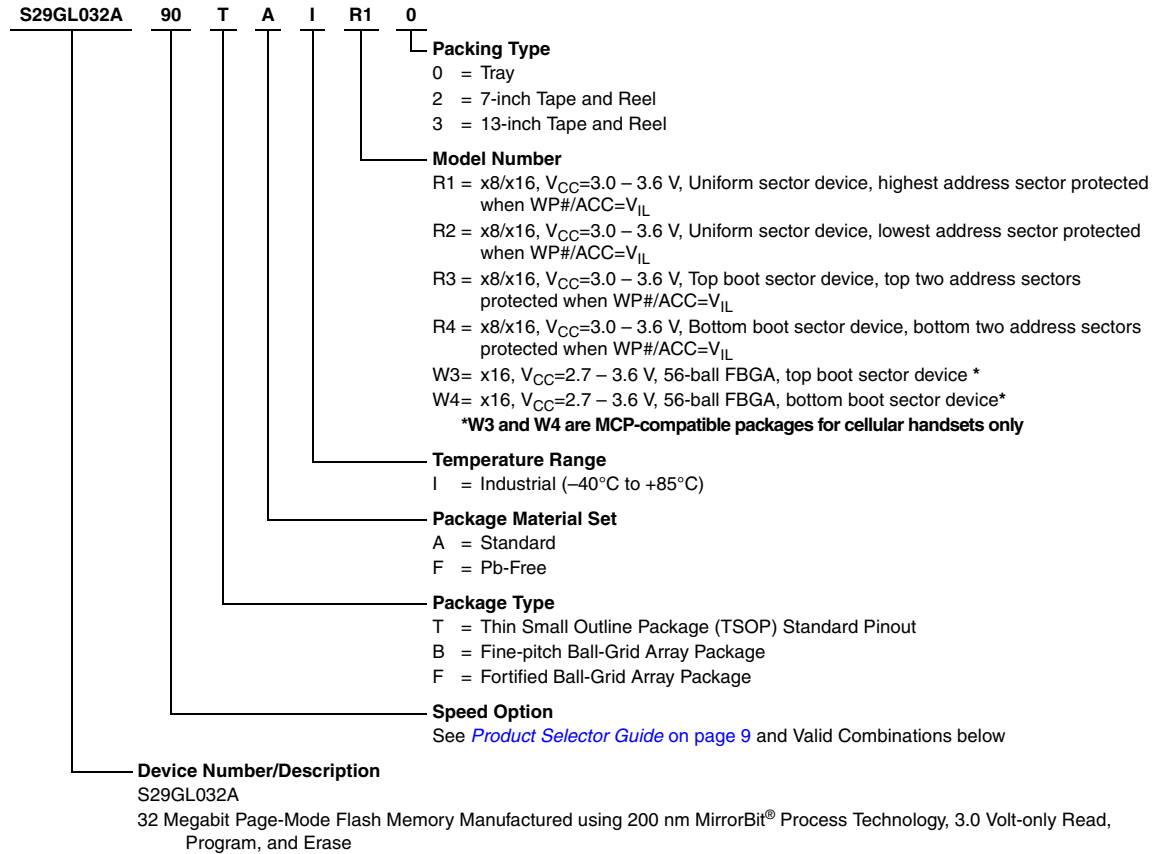 S29GL032A 90 T A I R1 0
Packing Type
0 = Tray
2 = 7-inch Tape and Reel
3 = 13-inch Tape and Reel
Model Number
R1 = x8/x16, VCC=3.0 – 3.6 V, Uniform sector device, highest address sector protected
when WP#/ACC=VIL
R2 = x8/x16, VCC=3.0 – 3.6 V, Uniform sector device, lowest address sector protected
when WP#/ACC=VIL
R3 = x8/x16, VCC=3.0 – 3.6 V, Top boot sector device, top two address sectors
protected when WP#/ACC=VIL
R4 = x8/x16, VCC=3.0 – 3.6 V, Bottom boot sector device, bottom two address sectors
protected when WP#/ACC=VIL
W3= x16, VCC=2.7 – 3.6 V, 56-ball FBGA, top boot sector device *
W4= x16, VCC=2.7 – 3.6 V, 56-ball FBGA, bottom boot sector device*
*W3 and W4 are MCP-compatible packages for cellular handsets only
Temperature Range
I = Industrial (–40°C to +85°C)
Package Material Set
A = Standard
F = Pb-Free
Package Type
T = Thin Small Outline Package (TSOP) Standard Pinout
B = Fine-pitch Ball-Grid Array Package
F = Fortified Ball-Grid Array Package
Speed Option
See Product Selector Guide on page 9 and Valid Combinations below
Device Number/Description
S29GL032A
32 Megabit Page-Mode Flash Memory Manufactured using 200 nm MirrorBit® Process Technology, 3.0 Volt-only Read,
Program, and Erase